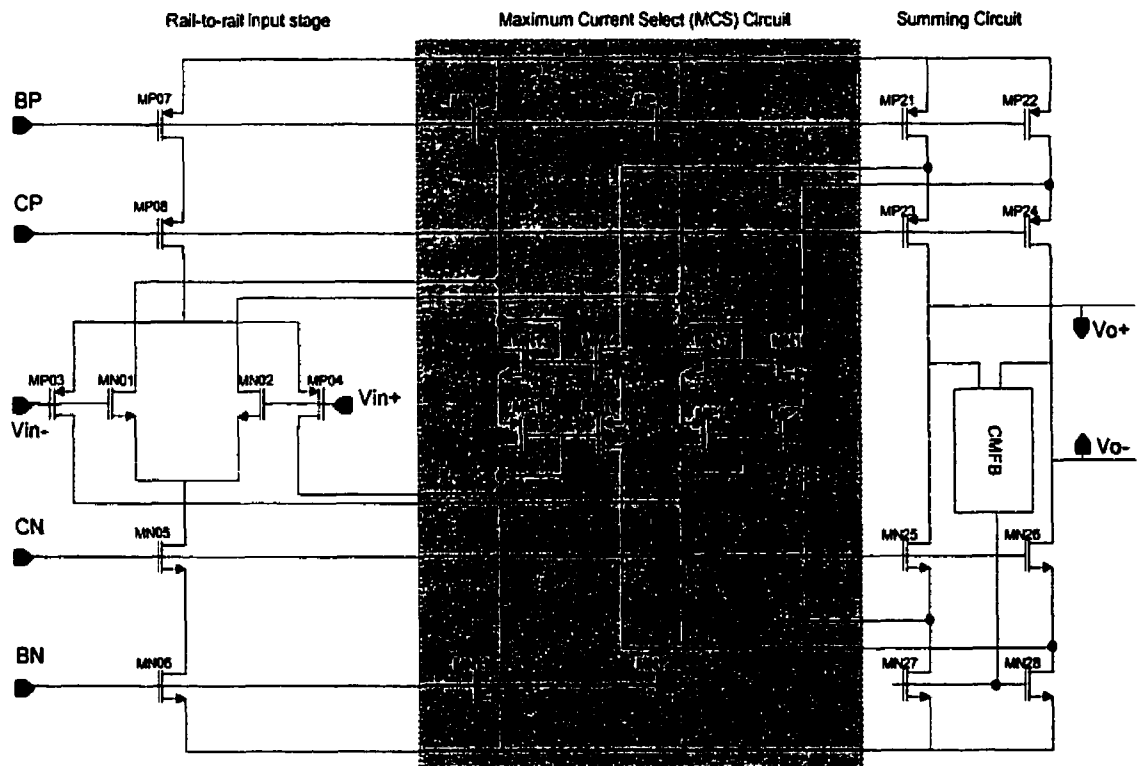 Rail-to-rail input stage
Maximum Current Select (MCS) Circuit
Summing Circuit
BP
MP07
MP21
MP22
CP
MP08
MP23
MP24
Vo+
MP03
MN01
MN02
MP04
Vin+
Vin-
CMFB
Vo-
CN
MN05
MN25
MN26
BN
MN06
MN27
MN28